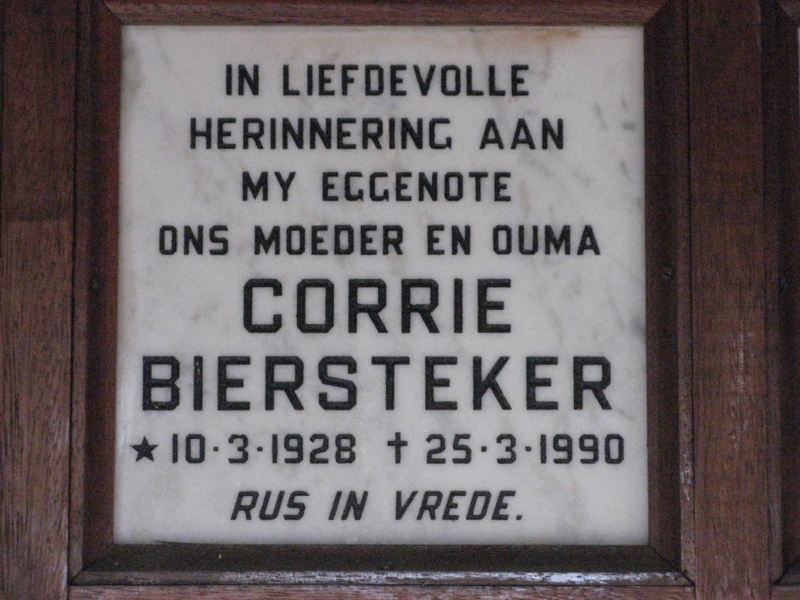 IN LIEFDEVOLLE
HERINNERING AAN
MY EGGENOTE
ONS MOEDER EN OUMA
CORRIE
BIERSTEKER
★ 10·3·1928 ✝ 25·3·1990
RUS IN VREDE.